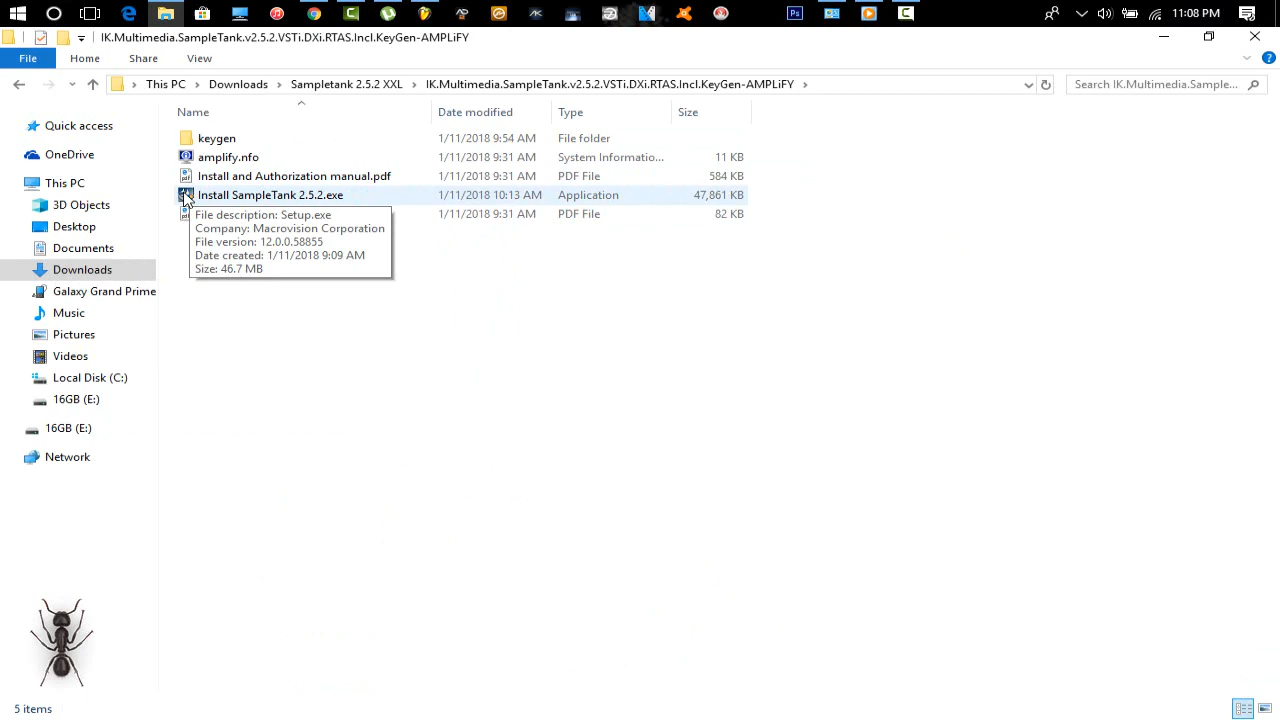 11:08 PM
IK.Multimedia.SampleTank.v2.5.2.VSTi.DXi.RTAS.Incl.KeyGen-AMPLiFY
File Home Share View
This PC Downloads Sampletank 2.5.2 XXL IK.Multimedia.SampleTank.v2.5.2.VSTi.DXi.RTAS.Incl.KeyGen-AMPLiFY Search IK.Multimedia.Sample...
Name Date modified Type Size
Quick access
OneDrive
This PC
3D Objects
Desktop
Documents
Downloads
Galaxy Grand Prime
Music
Pictures
Videos
Local Disk (C:)
16GB (E:)
16GB (E:)
Network
keygen 1/11/2018 9:54 AM File folder
amplify.nfo 1/11/2018 9:31 AM System Informatio... 11 KB
Install and Authorization manual.pdf 1/11/2018 9:31 AM PDF File 584 KB
Install SampleTank 2.5.2.exe 1/11/2018 10:13 AM Application 47,861 KB
1/11/2018 9:31 AM PDF File 82 KB
File description: Setup.exe
Company: Macrovision Corporation
File version: 12.0.0.58855
Date created: 1/11/2018 9:09 AM
Size: 46.7 MB
5 items